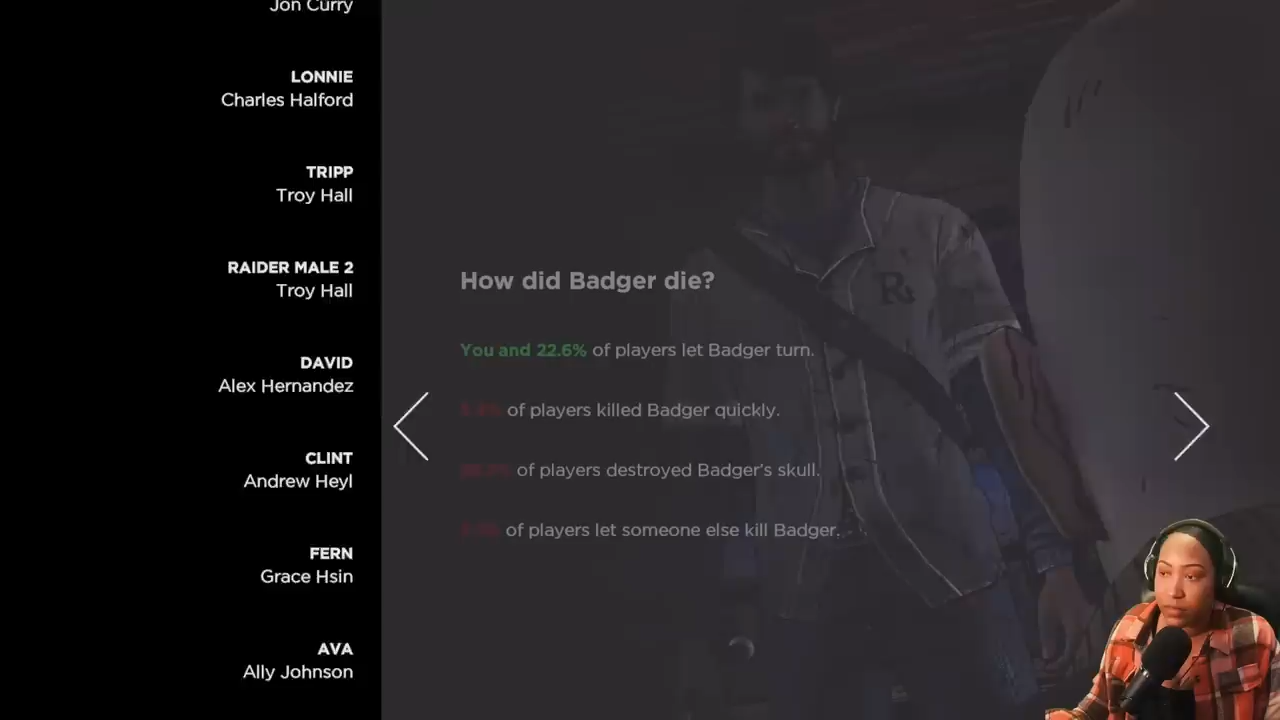 Jon Curry
LONNIE
Charles Halford
TRIPP
Troy Hall
RAIDER MALE 2
Troy Hall
DAVID
Alex Hernandez
CLINT
Andrew Heyl
FERN
Grace Hsin
AVA
Ally Johnson
How did Badger die?
You and 22.6% of players let Badger turn.
of players killed Badger quickly.
of players destroyed Badger's skull.
of players let someone else kill Badger.